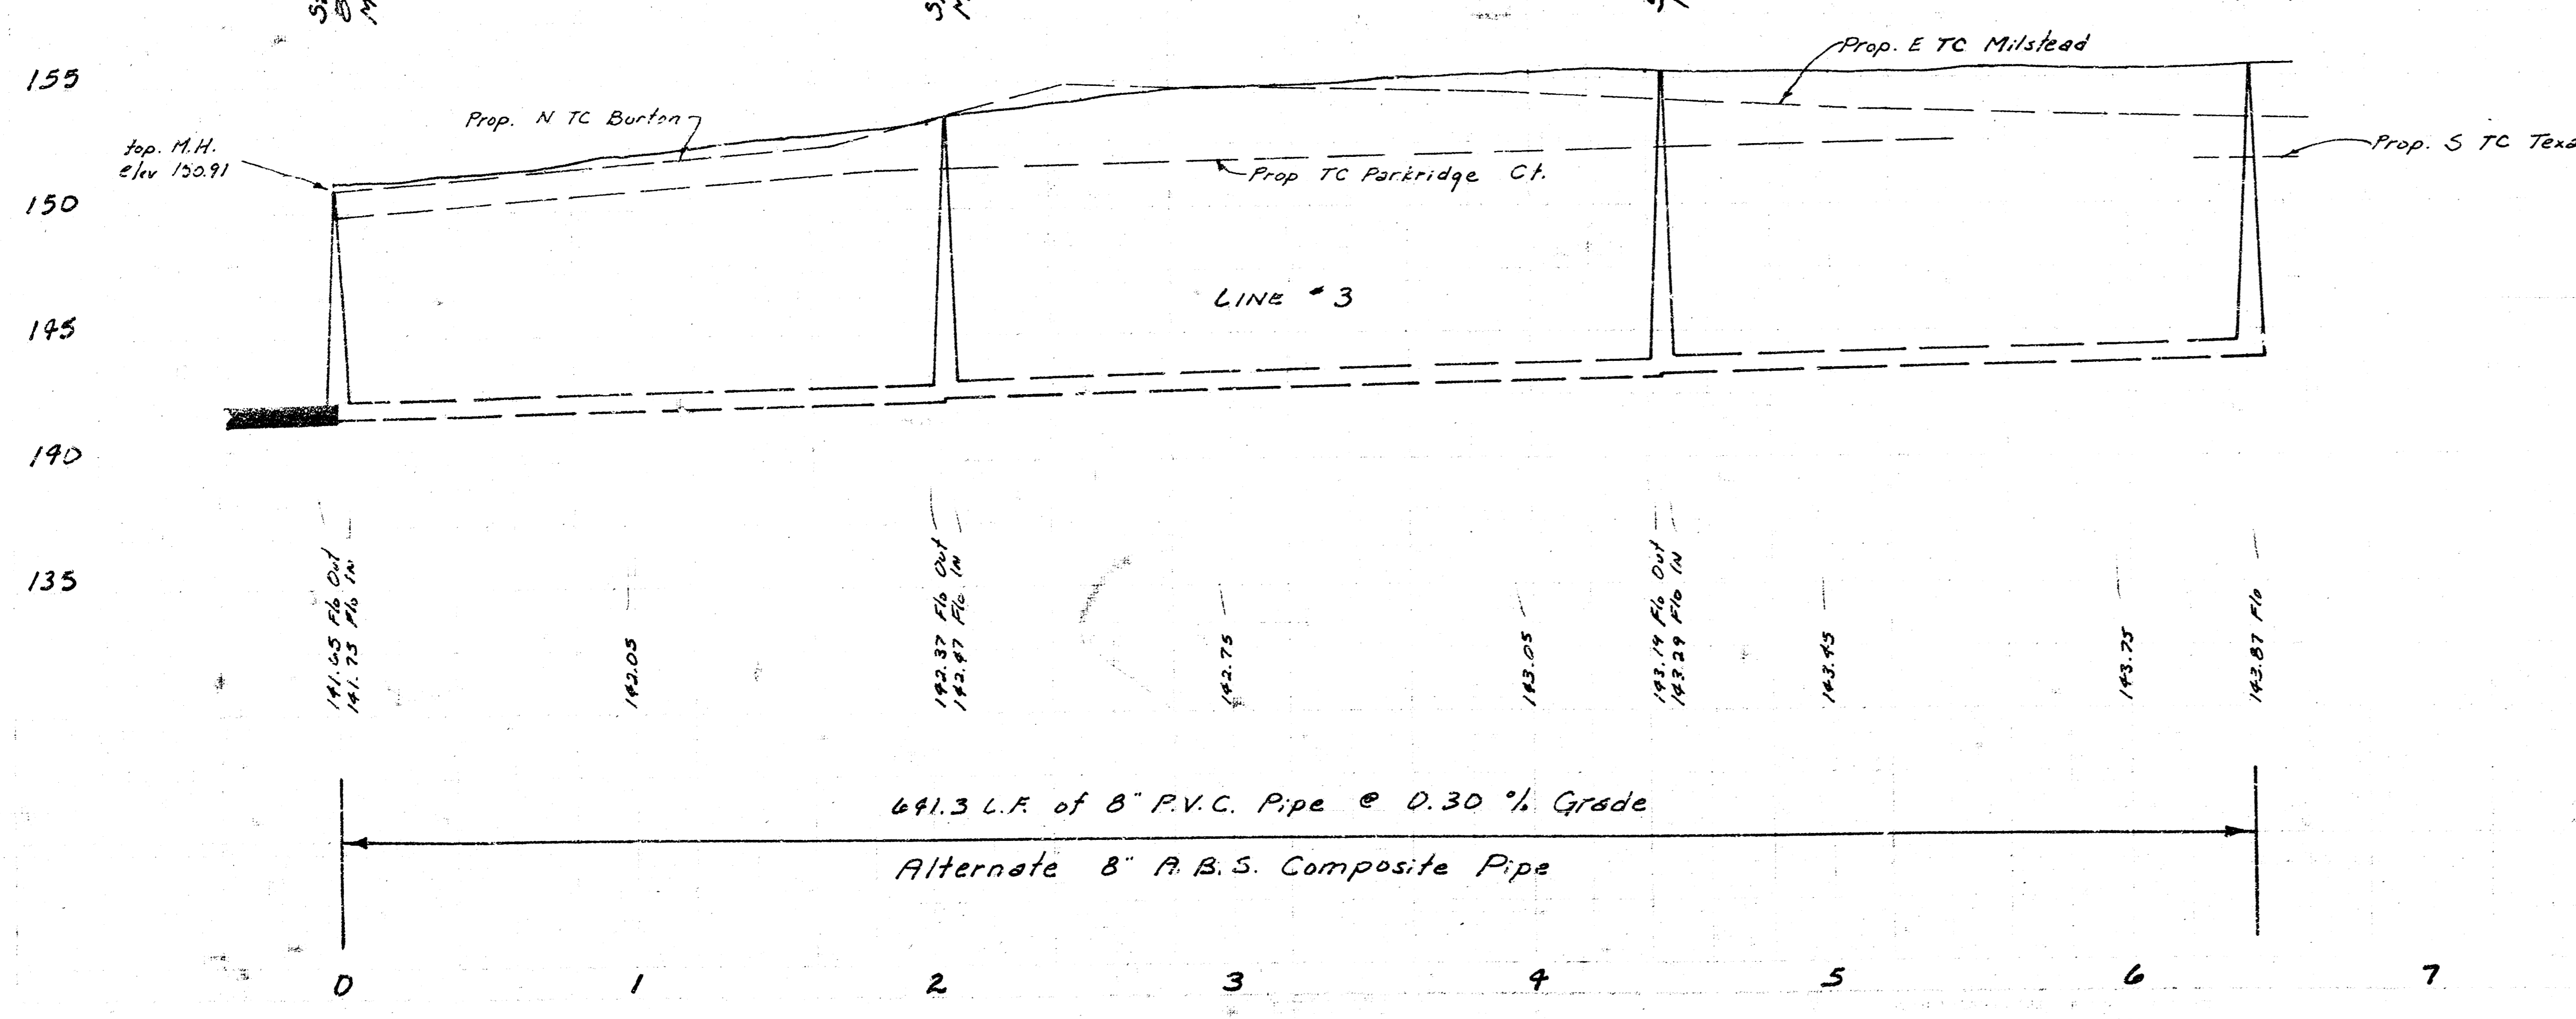 155
150
145
140
135
top. M.H.
elev 150.91
Prop. N TC Burton
Prop. E TC Milstead
Prop TC Parkridge Ct.
Prop. S TC Texa
LINE # 3
141.65 Flo Out
141.75 Flo IN
142.05
142.37 Flo Out
142.47 Flo IN
142.75
143.05
143.19 Flo Out
143.29 Flo IN
143.45
143.75
143.87 Flo
641.3 L.F. of 8" P.V.C. Pipe @ 0.30 % Grade
Alternate 8" A.B.S. Composite Pipe
0 1 2 3 4 5 6 7